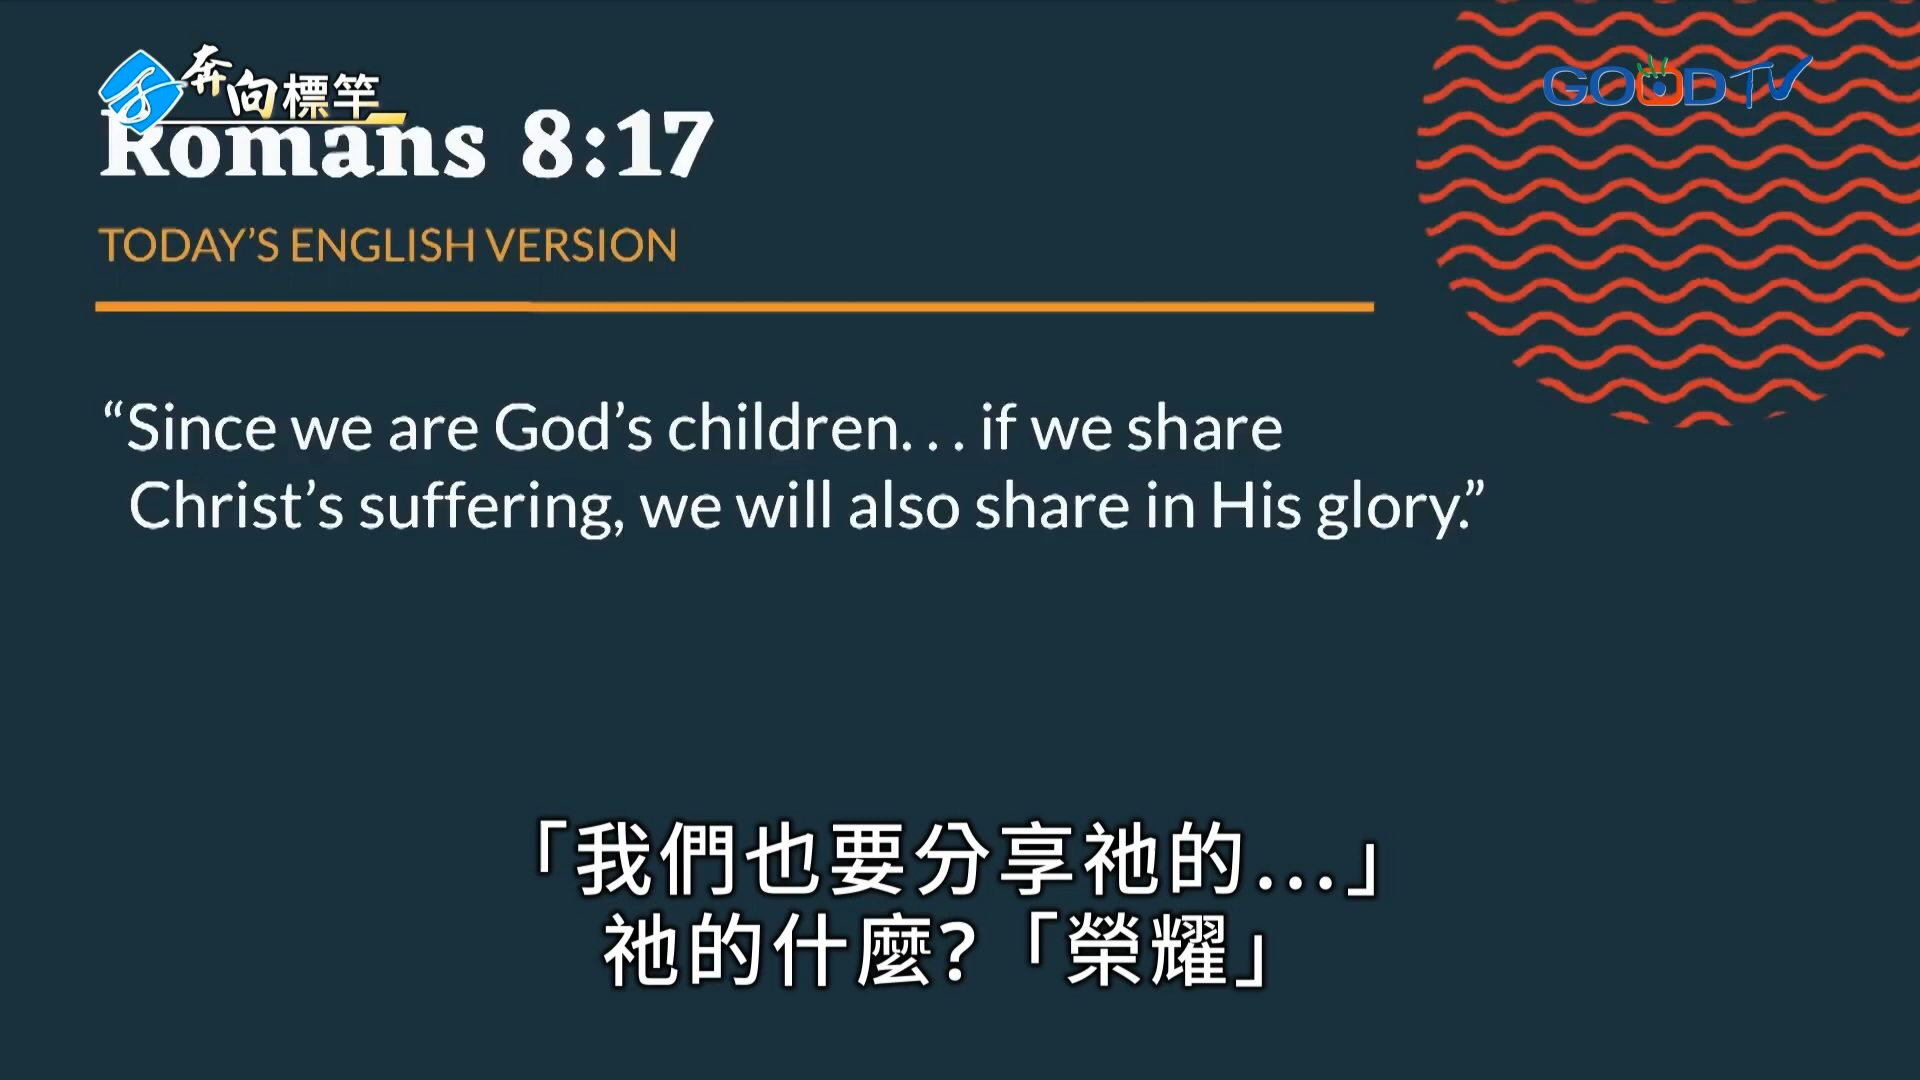 奔向標竿
GOOD TV
Romans 8:17
TODAY’S ENGLISH VERSION
“Since we are God’s children. . . if we share
Christ’s suffering, we will also share in His glory.”
「我們也要分享祂的...」
祂的什麼？「榮耀」